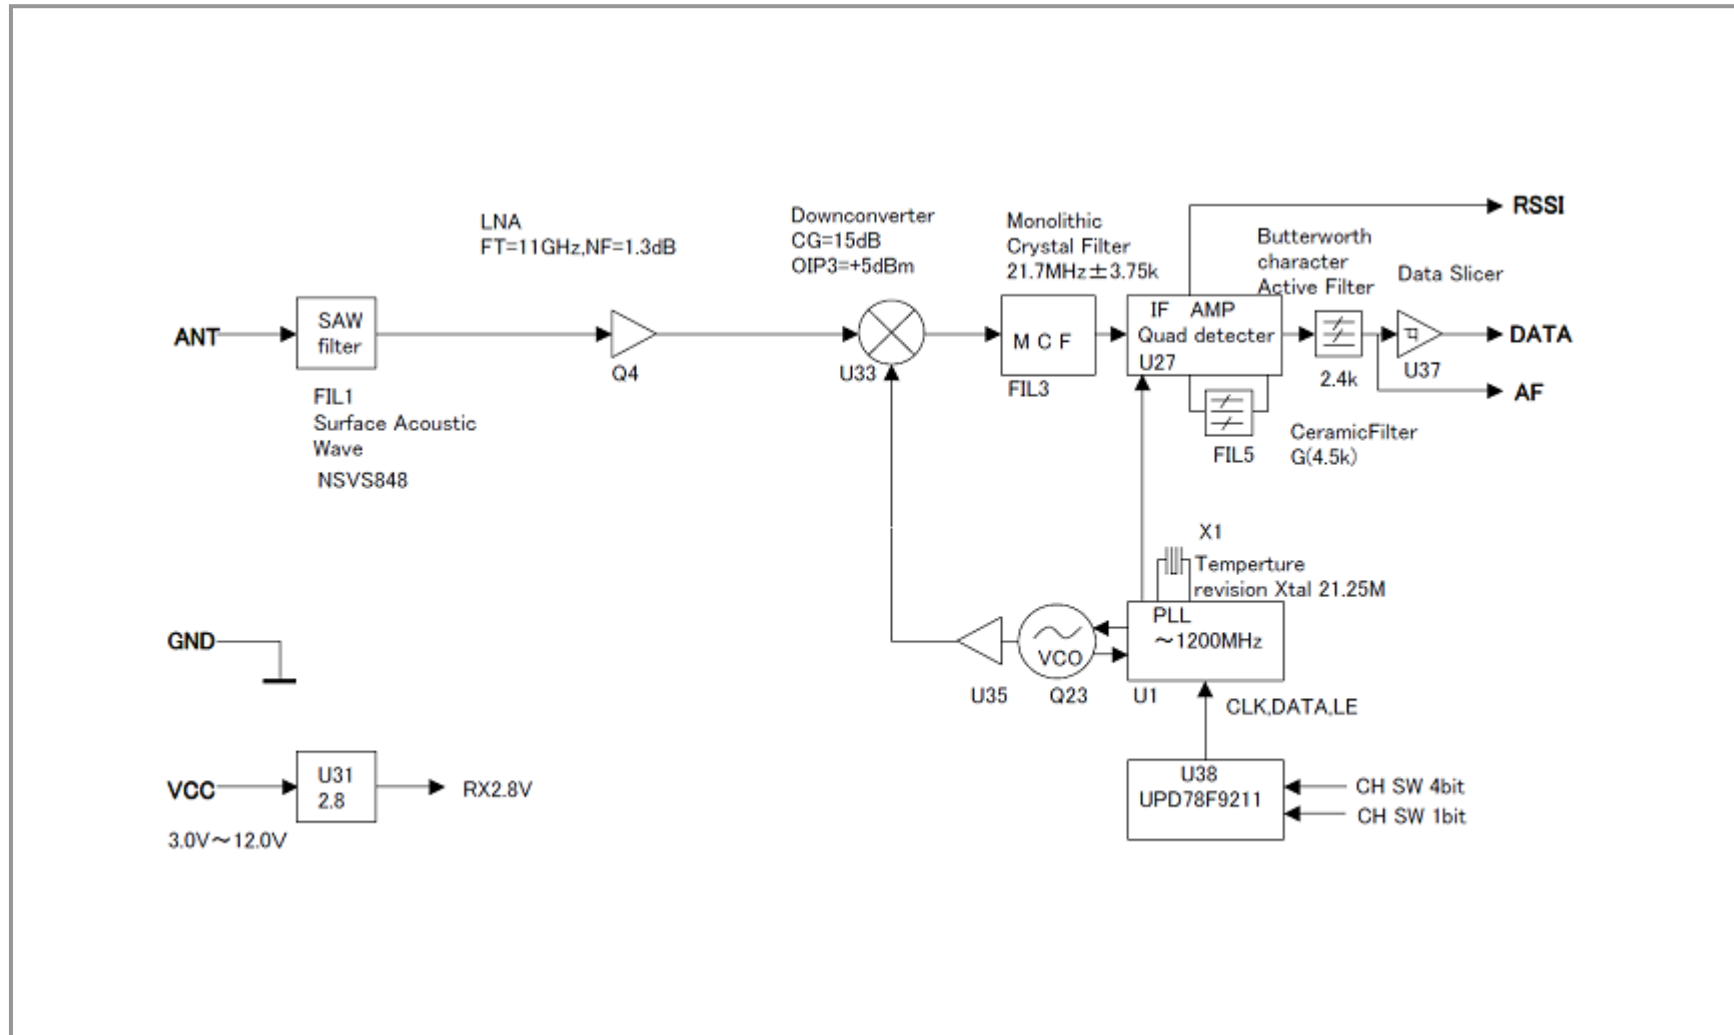 LNA
FT=11GHz,NF=1.3dB
Downconverter
CG=15dB
OIP3=+5dBm
Monolithic
Crystal Filter
21.7MHz±3.75k
RSSI
Butterworth
character
Active Filter
Data Slicer
ANT
SAW
filter
Q4
U33
MCF
FIL3
IF AMP
Quad detecter
U27
2.4k
U37
DATA
AF
FIL1
Surface Acoustic
Wave
NSVS848
FIL5
CeramicFilter
G(4.5k)
X1
Temperture
revision Xtal 21.25M
PLL
～1200MHz
U1
VCO
Q23
U35
GND
CLK,DATA,LE
VCC
3.0V～12.0V
U31
2.8
RX2.8V
U38
UPD78F9211
CH SW 4bit
CH SW 1bit